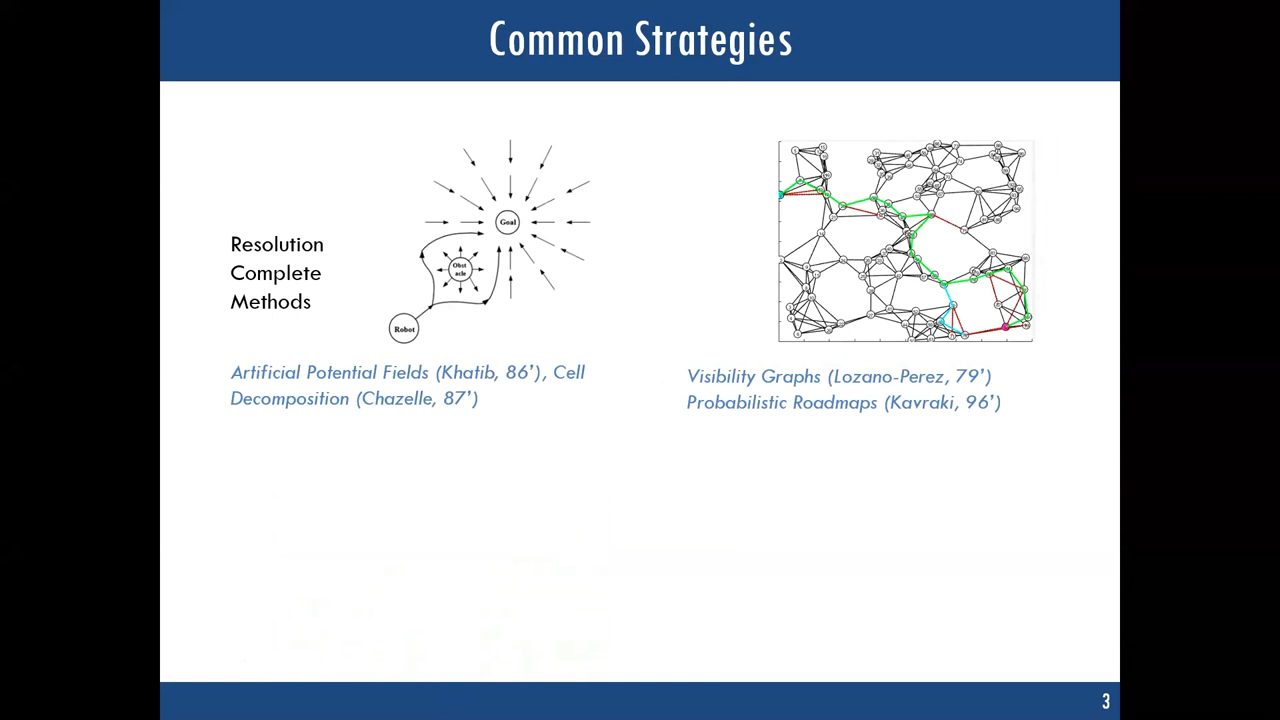 Common Strategies
Resolution
Complete
Methods
Goal
Obst
acle
Robot
Artificial Potential Fields (Khatib, 86’), Cell
Decomposition (Chazelle, 87’)
Visibility Graphs (Lozano-Perez, 79’)
Probabilistic Roadmaps (Kavraki, 96’)
3